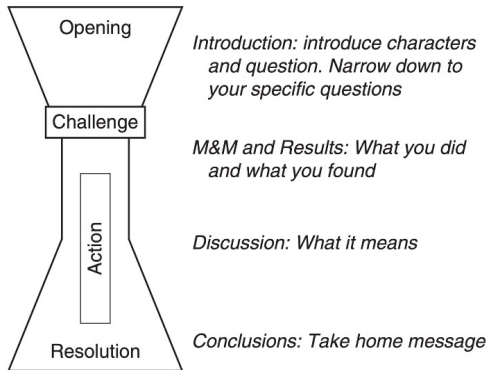 Opening
Introduction: introduce characters
and question. Narrow down to
your specific questions
Challenge
M&M and Results: What you did
and what you found
Action
Discussion: What it means
Resolution
Conclusions: Take home message